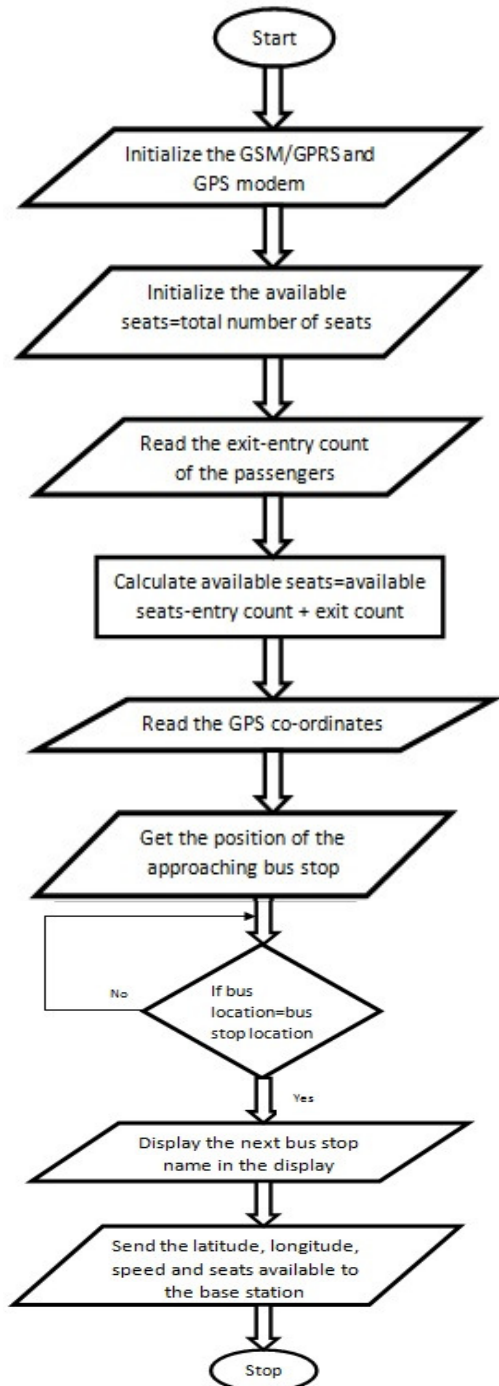 Start
Initialize the GSM/GPRS and
GPS modem
Initialize the available
seats=total number of seats
Read the exit-entry count
of the passengers
Calculate available seats=available
seats-entry count + exit count
Read the GPS co-ordinates
Get the position of the
approaching bus stop
If bus
location=bus
stop location
No
Yes
Display the next bus stop
name in the display
Send the latitude, longitude,
speed and seats available to
the base station
Stop